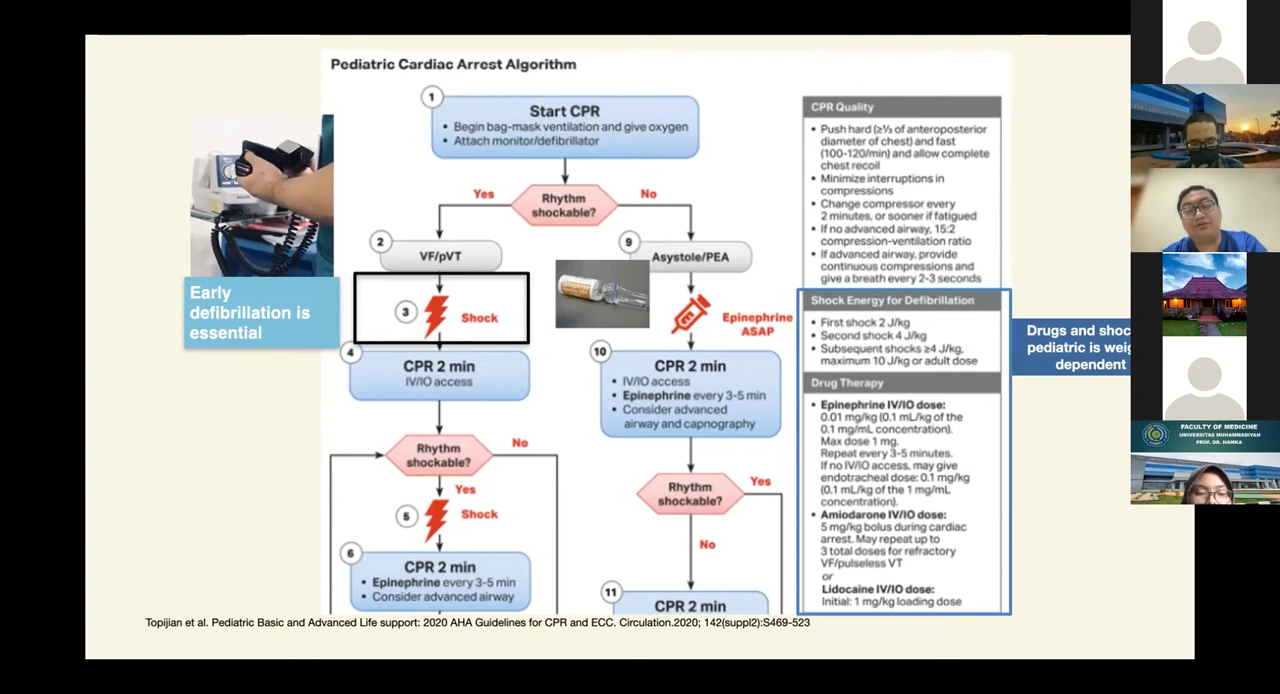 Pediatric Cardiac Arrest Algorithm
1
Start CPR
• Begin bag-mask ventilation and give oxygen
• Attach monitor/defibrillator
Yes
Rhythm
shockable?
No
2
VF/pVT
9
Asystole/PEA
3
Shock
Epinephrine
ASAP
4
CPR 2 min
IV/IO access
10
CPR 2 min
• IV/IO access
• Epinephrine every 3-5 min
• Consider advanced
airway and capnography
Rhythm
shockable?
No
Yes
Rhythm
shockable?
Yes
No
5
Shock
6
CPR 2 min
• Epinephrine every 3-5 min
• Consider advanced airway
11
CPR 2 min
Early
defibrillation is
essential
CPR Quality
• Push hard (≥⅓ of anteroposterior
diameter of chest) and fast
(100-120/min) and allow complete
chest recoil
• Minimize interruptions in
compressions
• Change compressor every
2 minutes, or sooner if fatigued
• If no advanced airway, 15:2
compression-ventilation ratio
• If advanced airway, provide
continuous compressions and
give a breath every 2-3 seconds
Shock Energy for Defibrillation
• First shock 2 J/kg
• Second shock 4 J/kg
• Subsequent shocks ≥4 J/kg,
maximum 10 J/kg or adult dose
Drug Therapy
• Epinephrine IV/IO dose:
0.01 mg/kg (0.1 mL/kg of the
0.1 mg/mL concentration).
Max dose 1 mg.
Repeat every 3-5 minutes.
If no IV/IO access, may give
endotracheal dose: 0.1 mg/kg
(0.1 mL/kg of the 1 mg/mL
concentration).
• Amiodarone IV/IO dose:
5 mg/kg bolus during cardiac
arrest. May repeat up to
3 total doses for refractory
VF/pulseless VT
or
Lidocaine IV/IO dose:
Initial: 1 mg/kg loading dose
Drugs and shoc
pediatric is weig
dependent
FACULTY OF MEDICINE
UNIVERSITAS MUHAMMADIYAH
PROF. DR. HAMKA
Topijian et al. Pediatric Basic and Advanced Life support: 2020 AHA Guidelines for CPR and ECC. Circulation.2020; 142(suppl2):S469-523